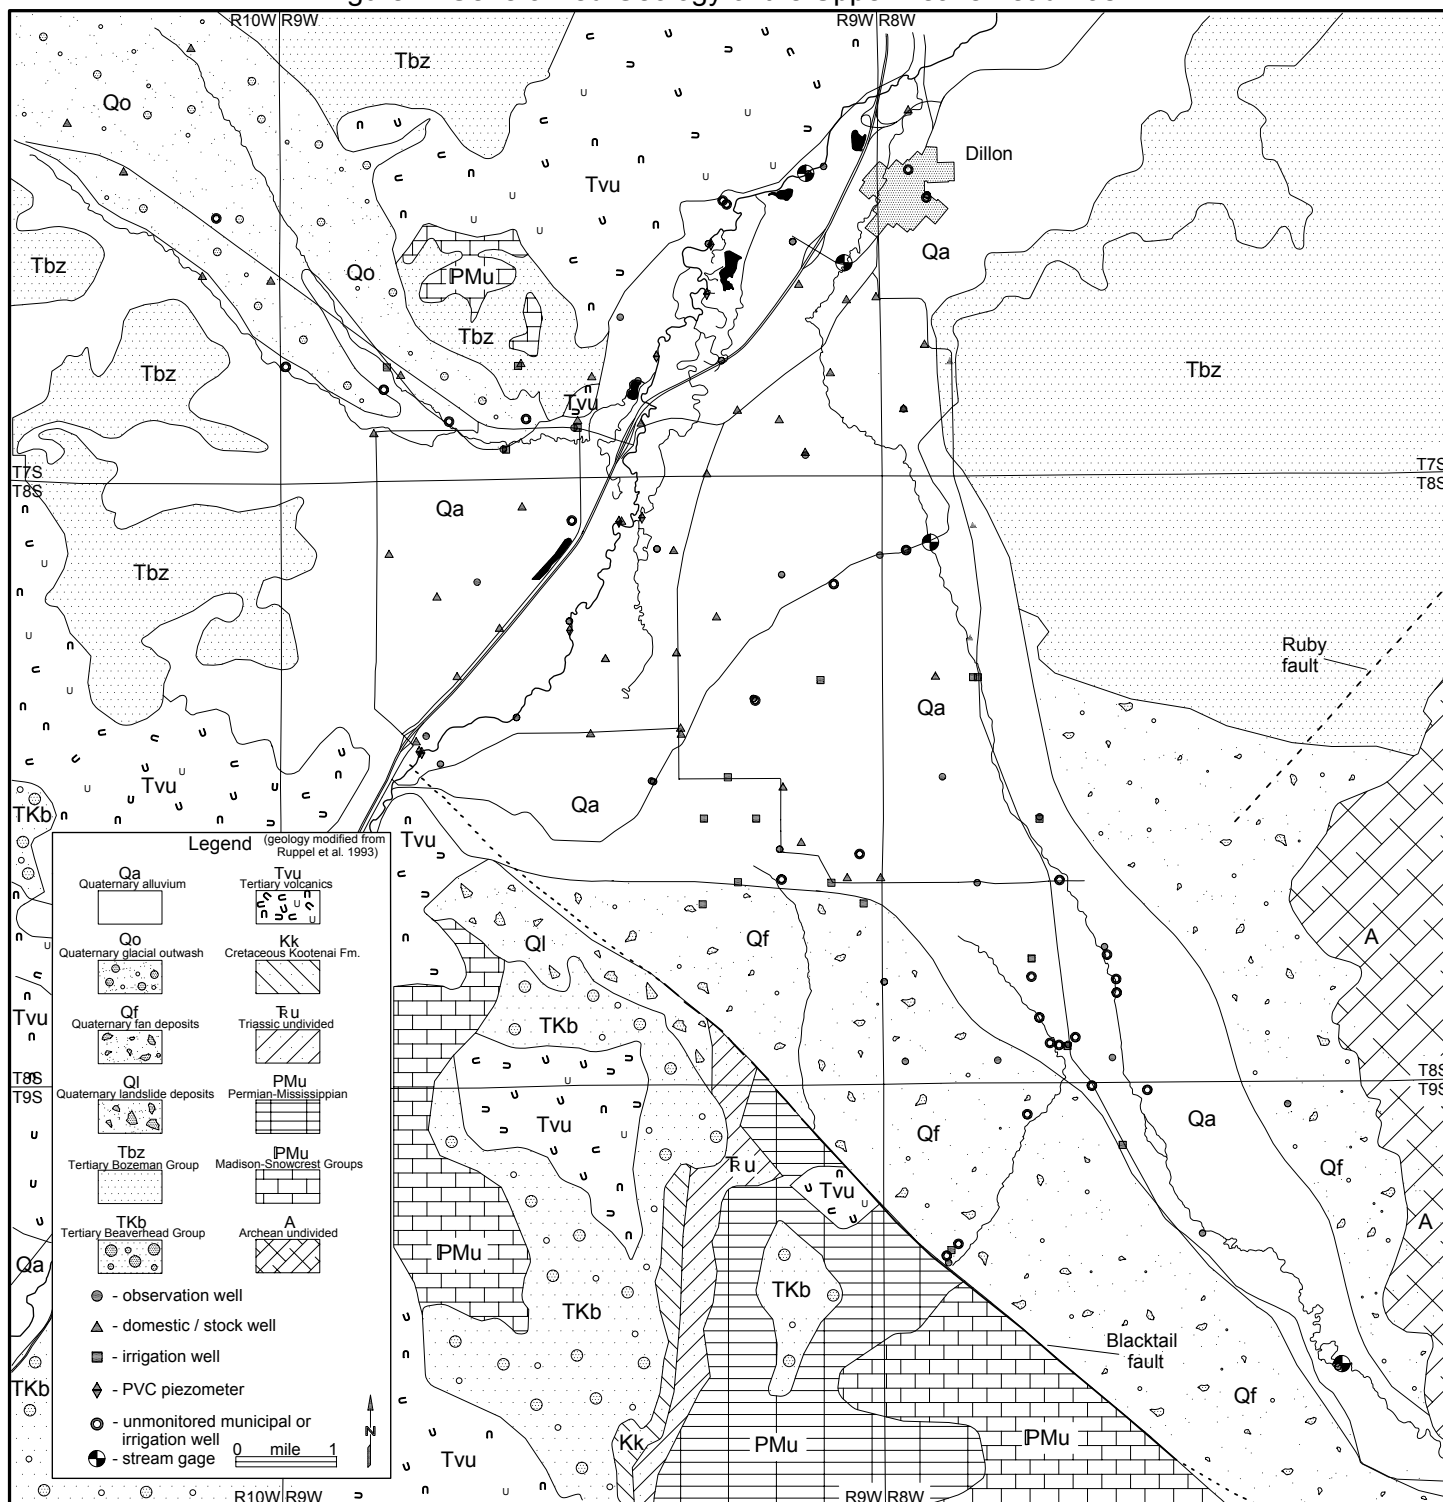 R10W R9W
R9W R8W
Tbz
Qo
Dillon
Tvu
Qa
Tbz
Qo
PMu
Tbz
Tbz
Tbz
Tvu
T7S
T8S
T7S
T8S
Qa
Tbz
Ruby
fault
Qa
Tvu
TKb
Qa
Tvu
Legend
(geology modified from
Ruppel et al. 1993)
Qa
Quaternary alluvium
Tvu
Tertiary volcanics
Qo
Quaternary glacial outwash
Kk
Cretaceous Kootenai Fm.
Qf
Quaternary fan deposits
TRu
Triassic undivided
Ql
Quaternary landslide deposits
PMu
Permian-Mississippian
Tbz
Tertiary Bozeman Group
PMu
Madison-Snowcrest Groups
TKb
Tertiary Beaverhead Group
A
Archean undivided
- observation well
- domestic / stock well
- irrigation well
- PVC piezometer
- unmonitored municipal or
irrigation well
- stream gage
0 mile 1
N
Ql
Qf
A
Tvu
TKb
T8S
T9S
T8S
T9S
Tvu
Qf
Qa
TRu
Tvu
Qf
A
Qa
PMu
TKb
TKb
Blacktail
fault
TKb
Qf
Kk
Tvu
PMu
PMu
R10W R9W
R9W R8W